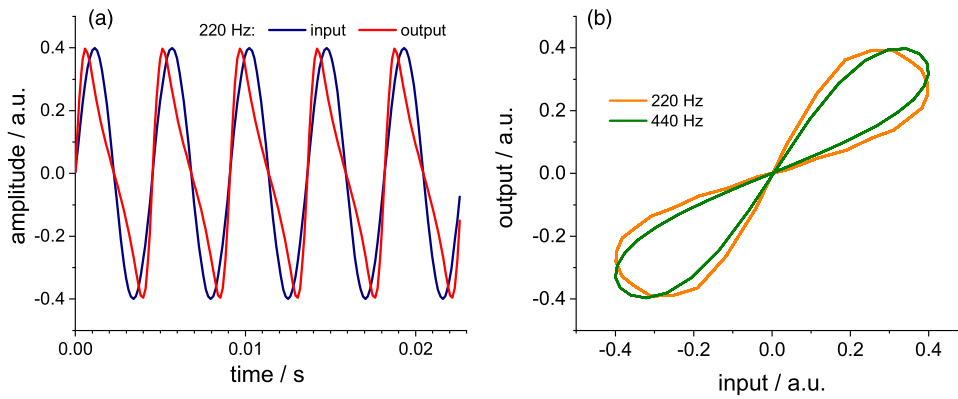 (a)
220 Hz: input output
0.4
0.2
0.0
-0.2
-0.4
amplitude / a.u.
0.00 0.01 0.02
time / s
(b)
0.4
0.2
0.0
-0.2
-0.4
output / a.u.
220 Hz
440 Hz
-0.4 -0.2 0.0 0.2 0.4
input / a.u.